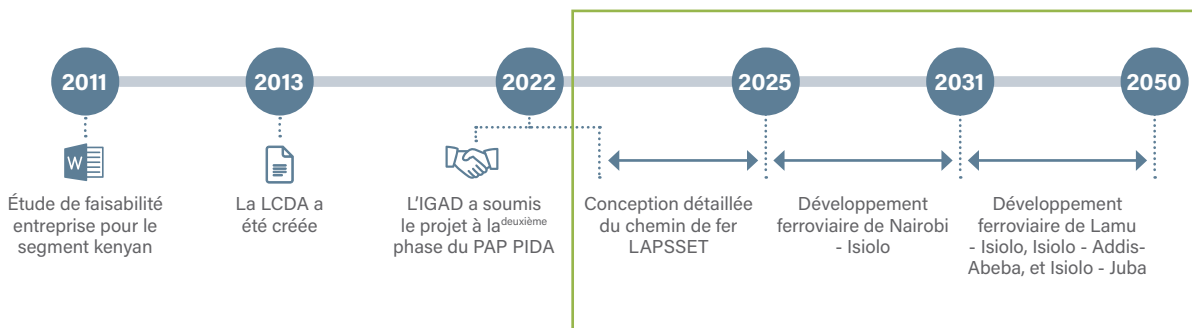 2011
2013
2022
2025
2031
2050
W
Étude de faisabilité
entreprise pour le
segment kenyan
La LCDA a
été créée
L'IGAD a soumis
le projet à la deuxième
phase du PAP PIDA
Conception détaillée
du chemin de fer
LAPSSET
Développement
ferroviaire de Nairobi
- Isiolo
Développement
ferroviaire de Lamu
- Isiolo, Isiolo - Addis-
Abeba, et Isiolo - Juba